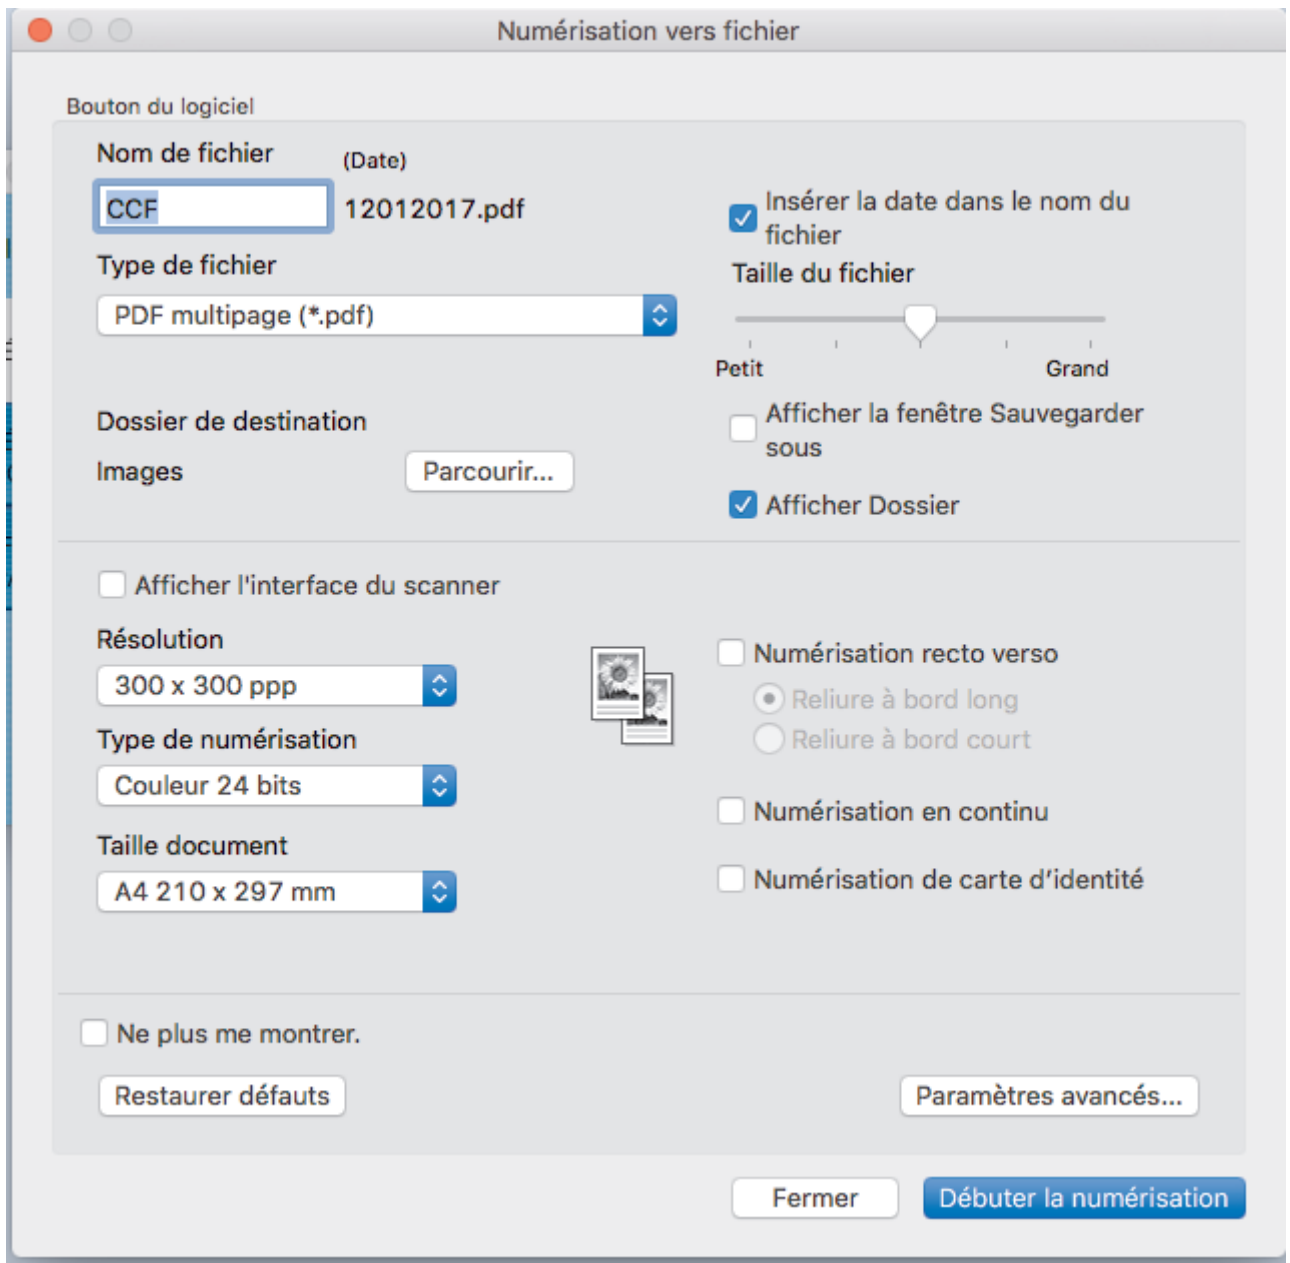 Numérisation vers fichier
Bouton du logiciel
Nom de fichier
(Date)
CCF
12012017.pdf
Insérer la date dans le nom du
fichier
Type de fichier
PDF multipage (*.pdf)
Taille du fichier
Petit
Grand
Dossier de destination
Images
Parcourir...
Afficher la fenêtre Sauvegarder
sous
Afficher Dossier
Afficher l'interface du scanner
Résolution
300 x 300 ppp
Type de numérisation
Couleur 24 bits
Taille document
A4 210 x 297 mm
Numérisation recto verso
Reliure à bord long
Reliure à bord court
Numérisation en continu
Numérisation de carte d’identité
Ne plus me montrer.
Restaurer défauts
Paramètres avancés...
Fermer
Débuter la numérisation